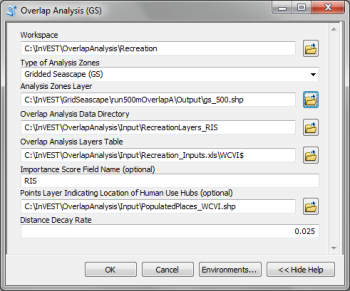 Overlap Analysis (GS)
Workspace
C:\InVEST\OverlapAnalysis\Recreation
Type of Analysis Zones
Gridded Seascape (GS)
Analysis Zones Layer
C:\InVEST\GridSeascape\run500mOverlapA\Output\gs_500.shp
Overlap Analysis Data Directory
C:\InVEST\OverlapAnalysis\Input\RecreationLayers_RIS
Overlap Analysis Layers Table
C:\InVEST\OverlapAnalysis\Input\Recreation_Inputs.xls\WCVI$
Importance Score Field Name (optional)
RIS
Points Layer Indicating Location of Human Use Hubs (optional)
C:\InVEST\OverlapAnalysis\Input\PopulatedPlaces_WCVI.shp
Distance Decay Rate
0.025
OK Cancel Environments... << Hide Help